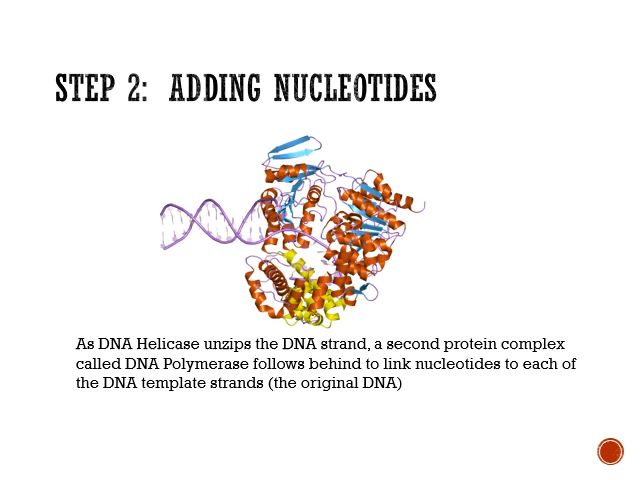 STEP 2: ADDING NUCLEOTIDES
As DNA Helicase unzips the DNA strand, a second protein complex
called DNA Polymerase follows behind to link nucleotides to each of
the DNA template strands (the original DNA)